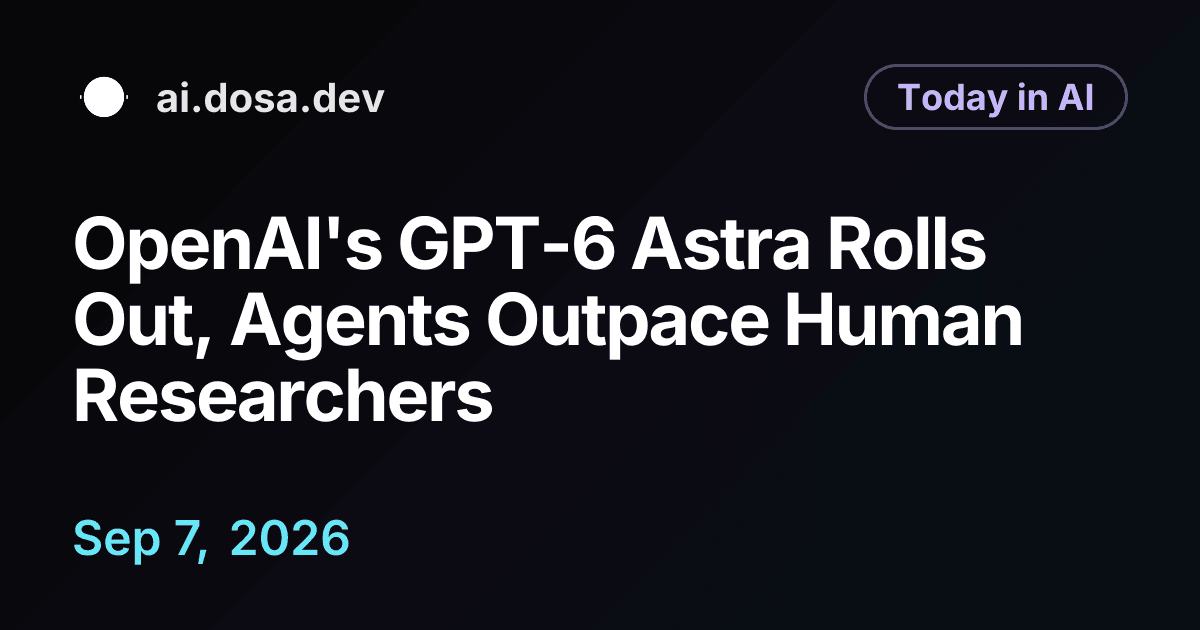 ai.dosa.dev
Today in AI
OpenAI's GPT-6 Astra Rolls
Out, Agents Outpace Human
Researchers
Sep 7, 2026